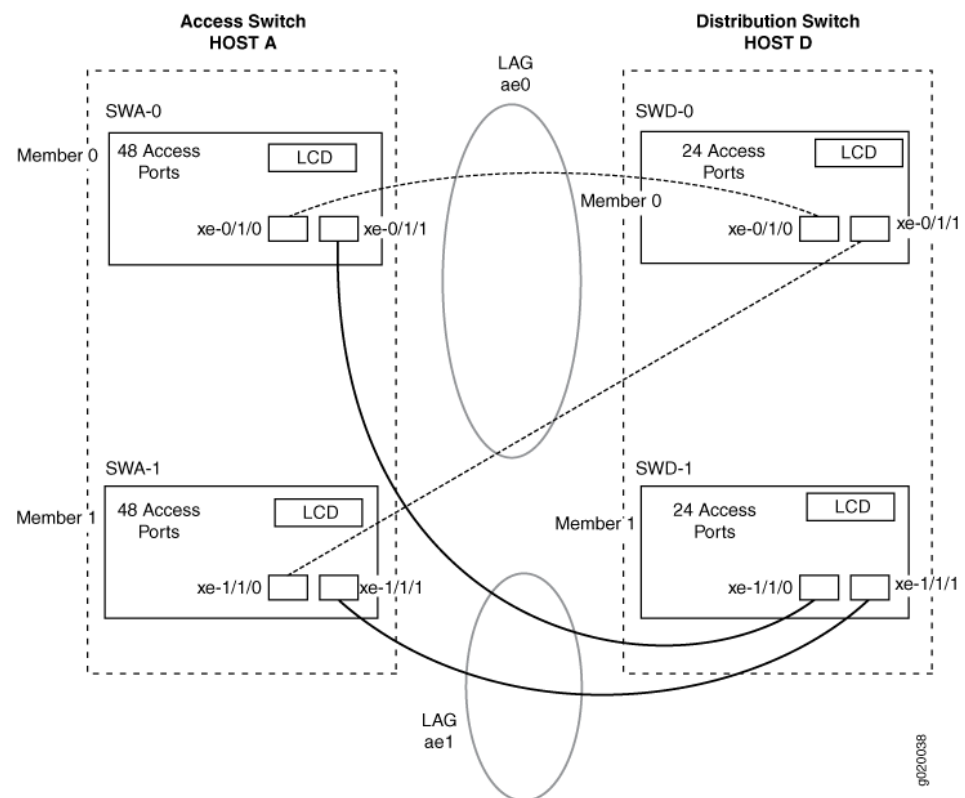 Access Switch
HOST A
Distribution Switch
HOST D
LAG
ae0
SWA-0
Member 0
48 Access
Ports
LCD
xe-0/1/0
xe-0/1/1
SWD-0
24 Access
Ports
LCD
Member 0
xe-0/1/0
xe-0/1/1
SWA-1
Member 1
48 Access
Ports
LCD
xe-1/1/0
xe-1/1/1
SWD-1
Member 1
24 Access
Ports
LCD
xe-1/1/0
xe-1/1/1
LAG
ae1
g020038